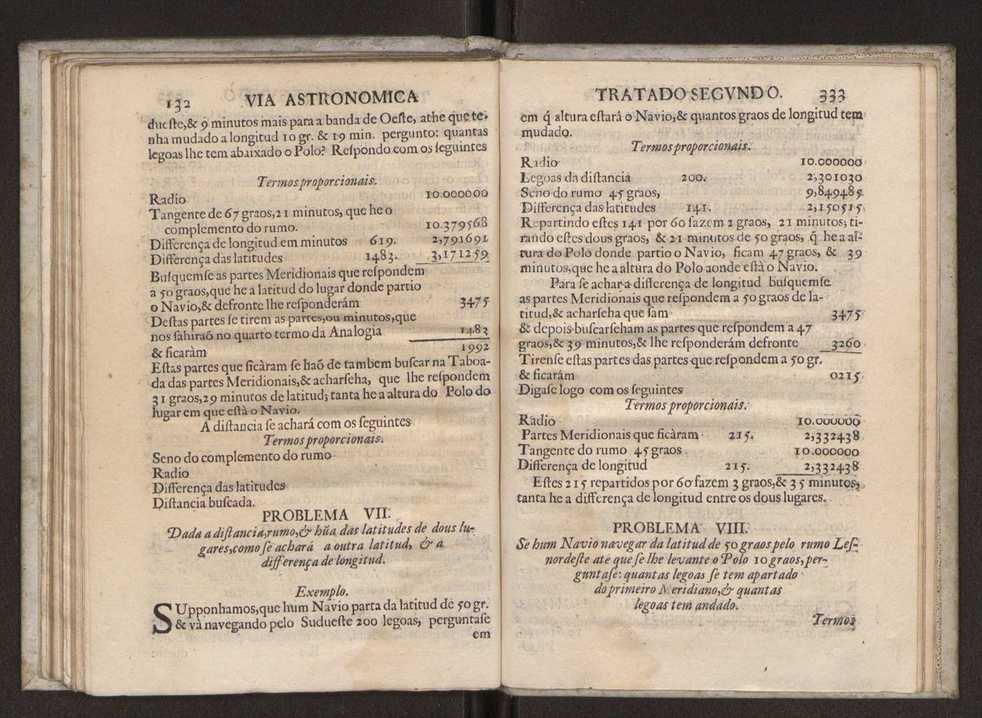 132 VIA ASTRONOMICA
dueſte,& 9 minutos mais para a banda de Oeſte, athe que te-
nha mudado a longitud 10 gr. & 19 min. pergunto: quantas
legoas lhe tem abaixado o Polo? Reſpondo com os ſeguintes
Termos proporcionais.
Radio 10.000000
Tangente de 67 graos,21 minutos, que he o
complemento do rumo. 10.379568
Differença de longitud em minutos 619. 2,791691
Differença das latitudes 1483. 3,171259
Buſquemſe as partes Meridionais que reſpondem
a 50 graos,que he a latitud do lugar donde partio
o Navio,& defronte lhe reſponderám 3475
Deſtas partes ſe tirem as partes,ou minutos,que
nos ſahiraõ no quarto termo da Analogia 1483
& ficaràm 1992
Eſtas partes que ficàram ſe haõ de tambem buſcar na Taboa-
da das partes Meridionais,& acharſeha, que lhe reſpondem
31 graos,29 minutos de latitud; tanta he a altura do Polo do
lugar em que eſtà o Navio.
A diſtancia ſe achará com os ſeguintes
Termos proporcionais.
Seno do complemento do rumo
Radio
Differença das latitudes
Diſtancia buſcada.
PROBLEMA VII.
Dada a diſtancia,rumo,& hũa das latitudes de dous lu-
gares,como ſe achará a outra latitud, & a
differença de longitud.
Exemplo.
SUpponhamos,que hum Navio parta da latitud de 50 gr.
& và navegando pelo Sudueſte 200 legoas, perguntaſe
em
TRATADO SEGVNDO. 333
em q̃ altura eſtará o Navio,& quantos graos de longitud tem
mudado.
Termos proporcionais.
Radio 10.000000
Legoas da diſtancia 200. 2,301030
Seno do rumo 45 graos, 9,849485
Differença das latitudes 141. 2,150515
Repartindo eſtes 141 por 60 fazem 2 graos, 21 minutos, ti-
rando eſtes dous graos, & 21 minutos de 50 graos, q̃ he a al-
tura do Polo donde partio o Navio, ficam 47 graos, & 39
minutos,que he a altura do Polo aonde eſtà o Navio.
Para ſe achar a differença de longitud buſquemſe
as partes Meridionais que reſpondem a 50 graos de la-
titud,& acharſeha que ſam 3475
& depois buſcarſeham as partes que reſpondem a 47
graos,& 39 minutos,& lhe reſponderám defronte 3260
Tirenſe eſtas partes das partes que reſpondem a 50 gr.
& ficarám 0215
Digaſe logo com os ſeguintes
Termos proporcionais.
Radio 10.000000
Partes Meridionais que ficàram 215. 2,332438
Tangente do rumo 45 graos 10.000000
Differença de longitud 215. 2,332438
Eſtes 215 repartidos por 60 fazem 3 graos,& 35 minutos,
tanta he a differença de longitud entre os dous lugares.
PROBLEMA VIII.
Se hum Navio navegar da latitud de 50 graos pelo rumo Leſ-
nordeſte ate que ſe lhe levante o Polo 10 graos,per-
guntaſe: quantas legoas ſe tem apartado
do primeiro Meridiano,& quantas
legoas tem andado.
Termos